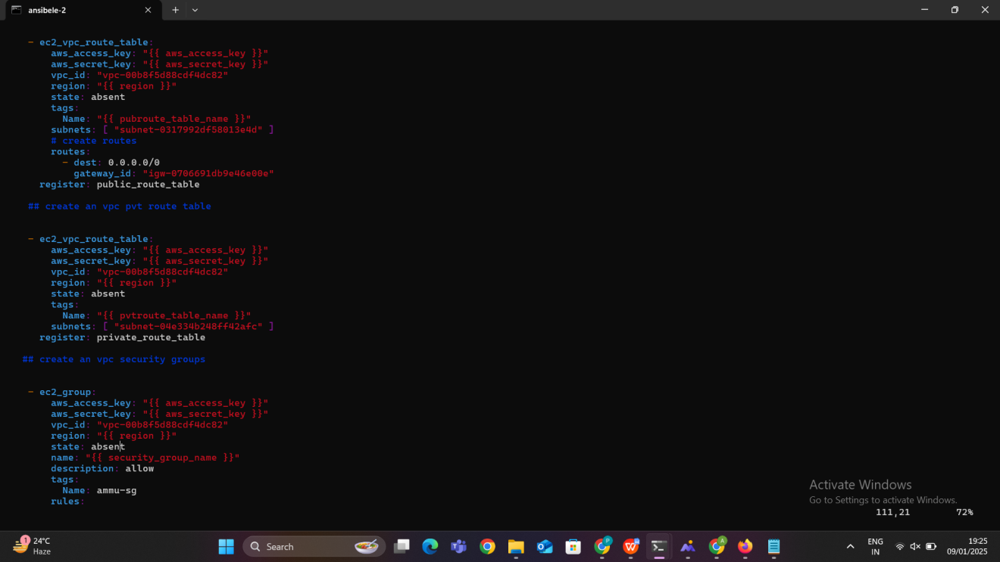 ansibele-2
- ec2_vpc_route_table:
aws_access_key: "{{ aws_access_key }}"
aws_secret_key: "{{ aws_secret_key }}"
vpc_id: "vpc-00b8f5d88cdf4dc82"
region: "{{ region }}"
state: absent
tags:
Name: "{{ pubroute_table_name }}"
subnets: [ "subnet-0317992df58013e4d" ]
# create routes
routes:
- dest: 0.0.0.0/0
gateway_id: "igw-0706691db9e46e00e"
register: public_route_table
## create an vpc pvt route table
- ec2_vpc_route_table:
aws_access_key: "{{ aws_access_key }}"
aws_secret_key: "{{ aws_secret_key }}"
vpc_id: "vpc-00b8f5d88cdf4dc82"
region: "{{ region }}"
state: absent
tags:
Name: "{{ pvtroute_table_name }}"
subnets: [ "subnet-04e334b248ff42afc" ]
register: private_route_table
## create an vpc security groups
- ec2_group:
aws_access_key: "{{ aws_access_key }}"
aws_secret_key: "{{ aws_secret_key }}"
vpc_id: "vpc-00b8f5d88cdf4dc82"
region: "{{ region }}"
state: absent
name: "{{ security_group_name }}"
description: allow
tags:
Name: ammu-sg
rules:
Activate Windows
Go to Settings to activate Windows.
111,21 72%
1
24°C
Haze
Search
P
A
ENG
IN
19:25
09/01/2025